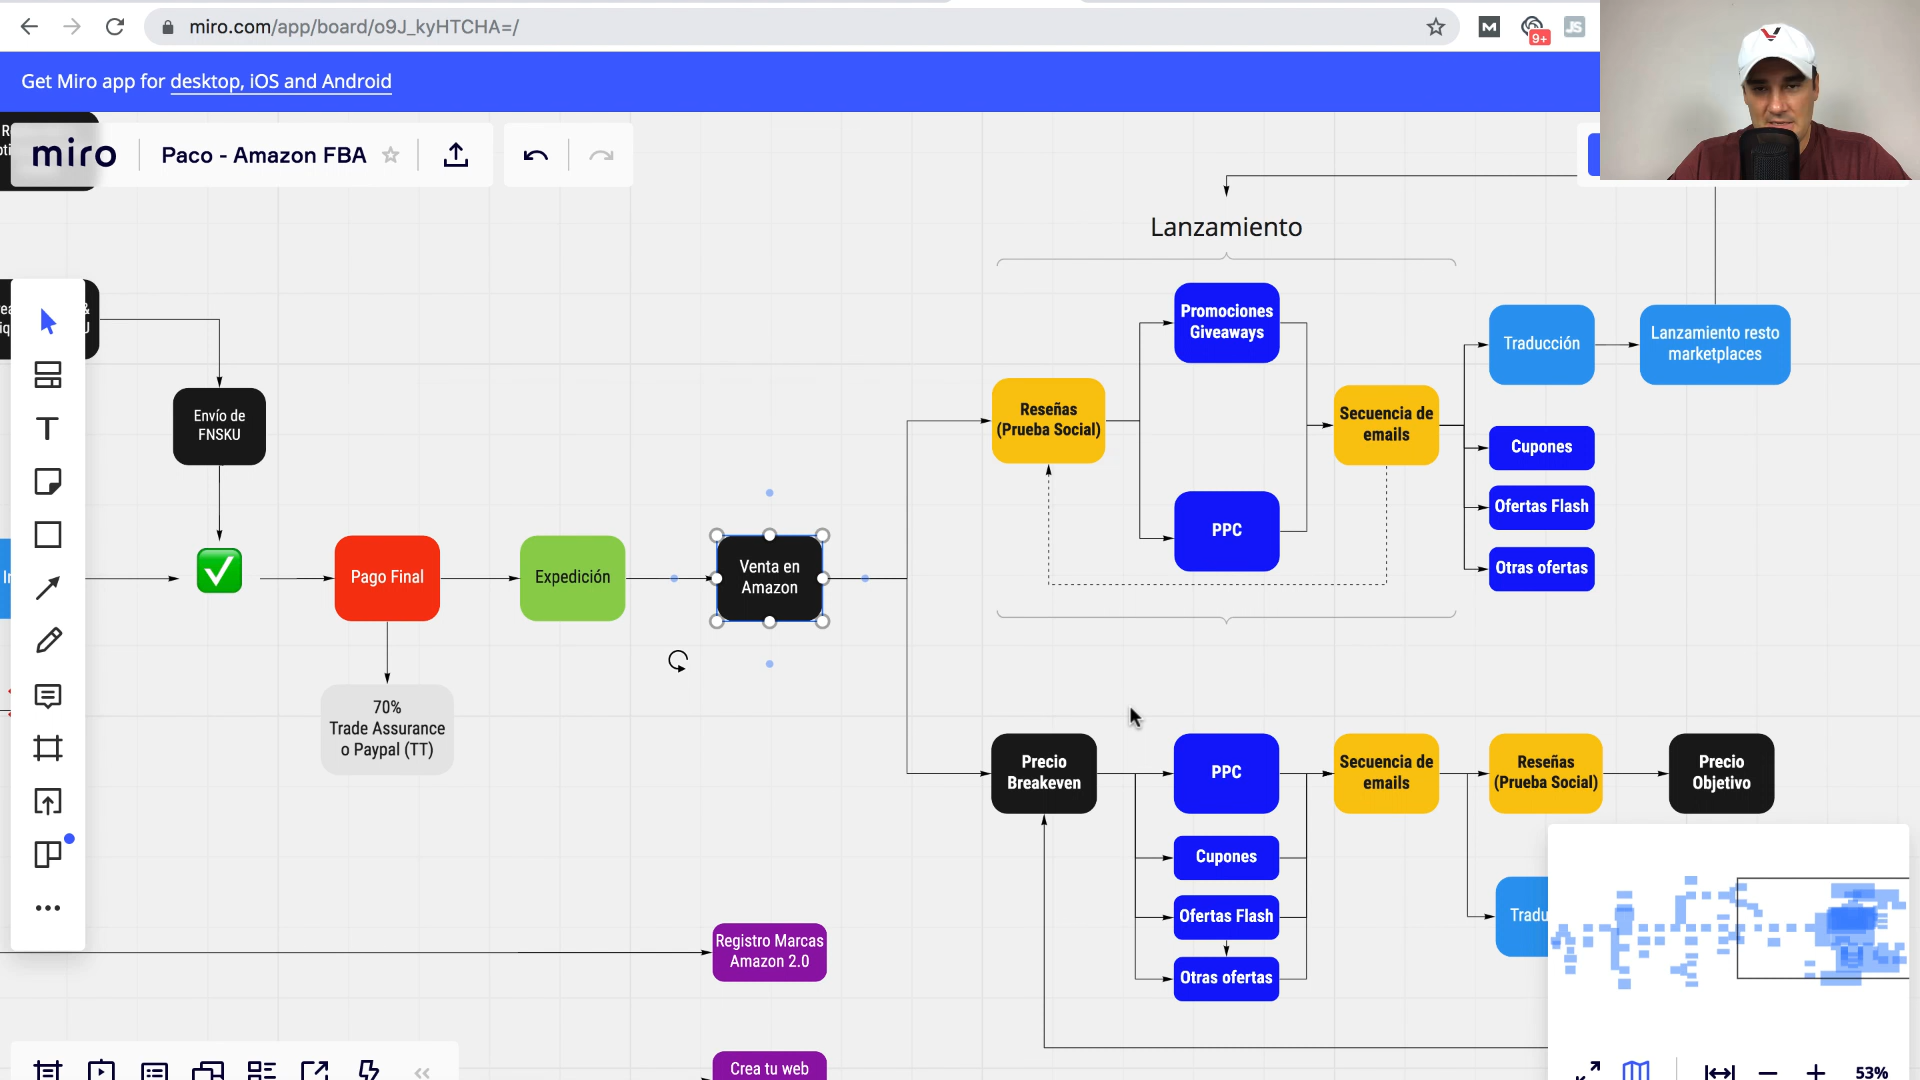 miro.com/app/board/o9J_kyHTCHA=/
9+
JS
Get Miro app for desktop, iOS and Android
miro
Paco - Amazon FBA
Lanzamiento
Promociones
Giveaways
Reseñas
(Prueba Social)
PPC
Secuencia de
emails
Traducción
Lanzamiento resto
marketplaces
Cupones
Ofertas Flash
Otras ofertas
Envío de
FNSKU
Pago Final
Expedición
Venta en
Amazon
70%
Trade Assurance
o Paypal (TT)
Precio
Breakeven
PPC
Secuencia de
emails
Reseñas
(Prueba Social)
Precio
Objetivo
Cupones
Ofertas Flash
Otras ofertas
Tradu
Registro Marcas
Amazon 2.0
Crea tu web
53%